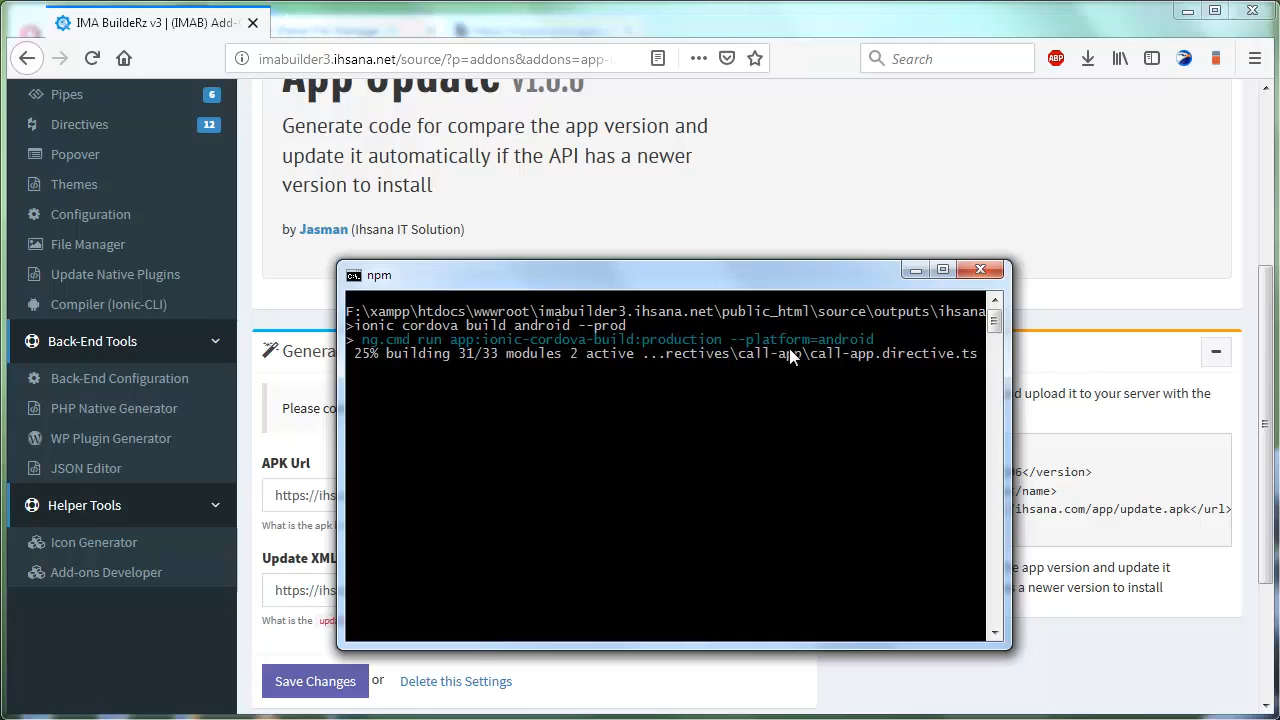 IMA BuildeRz v3 | (IMAB) Add-
imabuilder3.ihsana.net/source/?p=addons&addons=app-
ABP
Search
Pipes 6
Directives 12
Popover
Themes
Configuration
File Manager
Update Native Plugins
Compiler (Ionic-CLI)
Back-End Tools
Back-End Configuration
PHP Native Generator
WP Plugin Generator
JSON Editor
Helper Tools
Icon Generator
Add-ons Developer
App Update v1.0.0
Generate code for compare the app version and
update it automatically if the API has a newer
version to install
by Jasman (Ihsana IT Solution)
npm
F:\xampp\htdocs\wwwroot\imabuilder3.ihsana.net\public_html\source\outputs\ihsana
>ionic cordova build android --prod
> ng.cmd run app:ionic-cordova-build:production --platform=android
25% building 31/33 modules 2 active ...rectives\call-app\call-app.directive.ts
Genera
Please co
APK Url
https://ihs
What is the apk
Update XML
https://ihs
What is the upd
Save Changes or Delete this Settings
d upload it to your server with the
06</version>
</name>
ihsana.com/app/update.apk</url>
e app version and update it
s a newer version to install